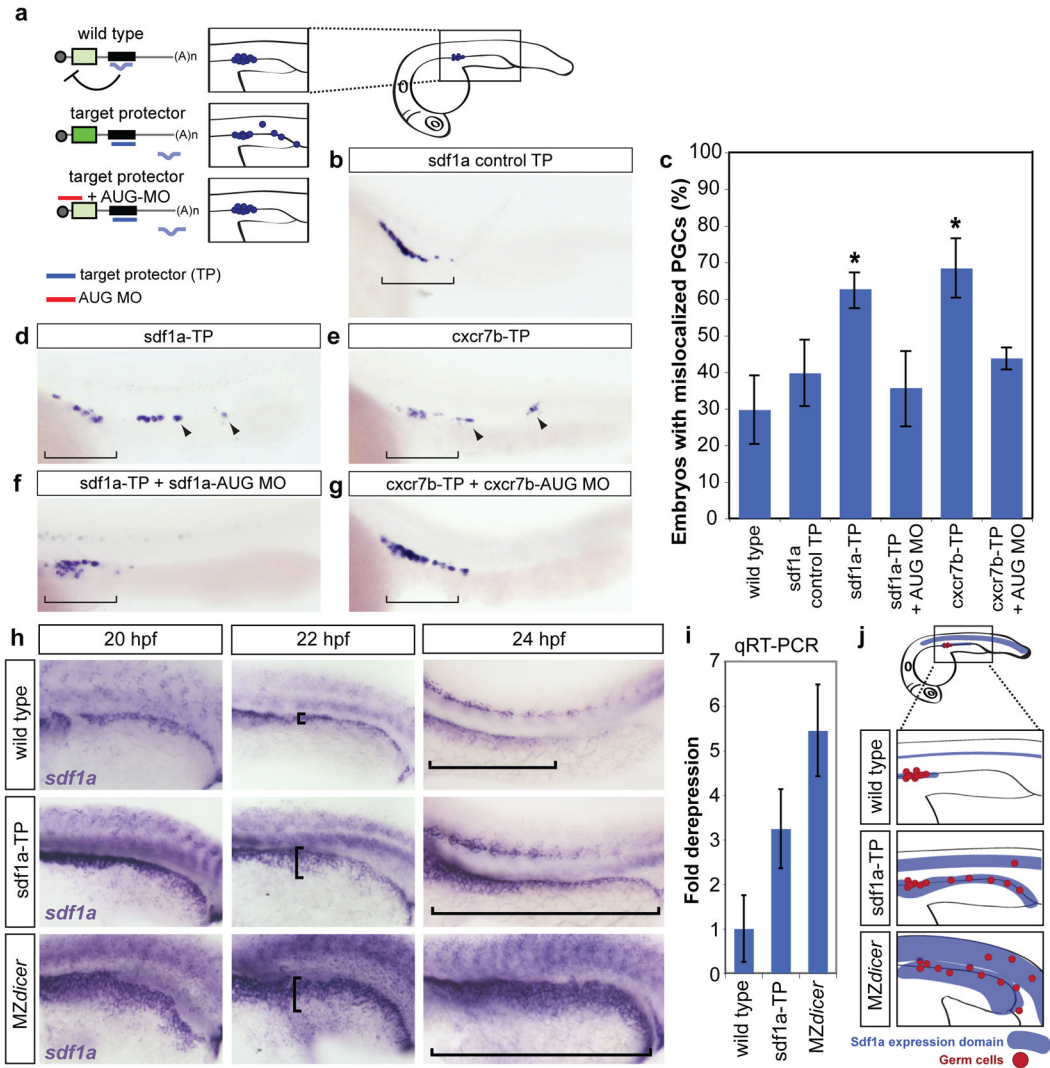 a
wild type
(A)n
target protector
(A)n
target protector
+ AUG-MO
(A)n
target protector (TP)
AUG MO
b
sdf1a control TP
c
Embryos with mislocalized PGCs (%)
100
90
80
70
60
50
40
30
20
10
0
*
*
wild type
sdf1a
control TP
sdf1a-TP
sdf1a-TP
+ AUG MO
cxcr7b-TP
cxcr7b-TP
+ AUG MO
d
sdf1a-TP
e
cxcr7b-TP
f
sdf1a-TP + sdf1a-AUG MO
g
cxcr7b-TP + cxcr7b-AUG MO
h
20 hpf
22 hpf
24 hpf
wild type
sdf1a
sdf1a-TP
sdf1a
MZdicer
sdf1a
i
qRT-PCR
Fold derepression
7
6
5
4
3
2
1
0
wild type
sdf1a-TP
MZdicer
j
wild type
sdf1a-TP
MZdicer
Sdf1a expression domain
Germ cells